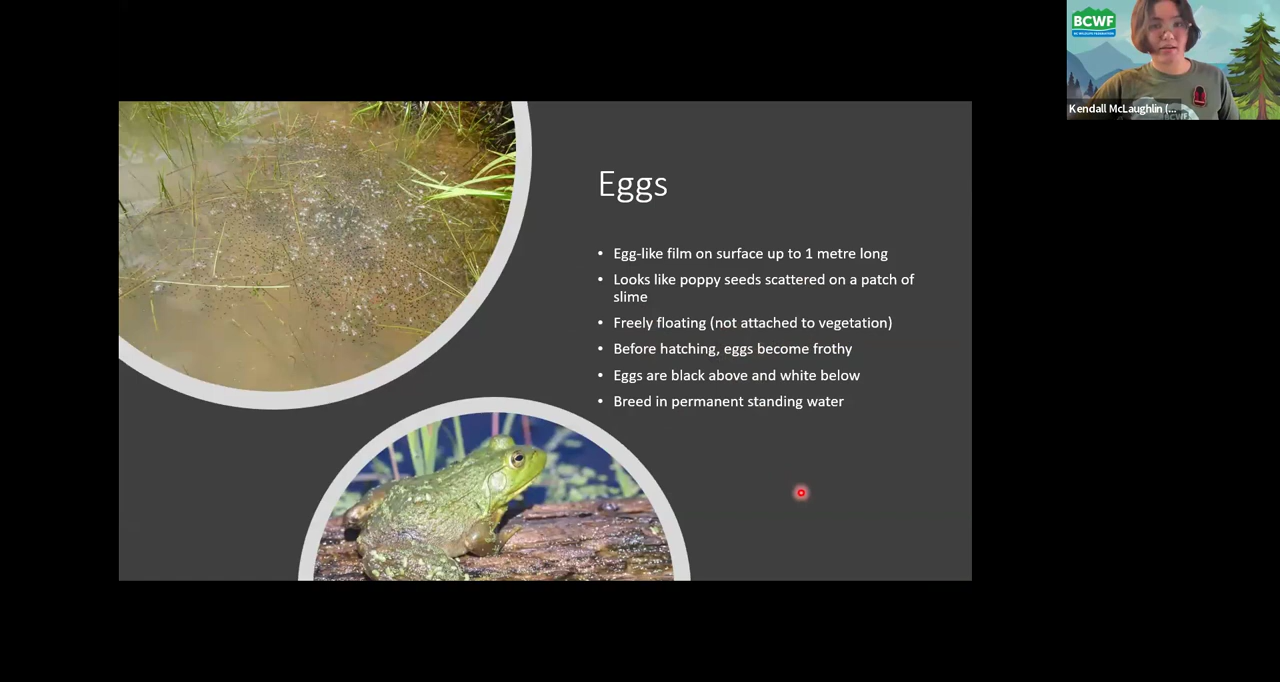 BCWF
Kendall McLaughlin (...
BCWF
Eggs
• Egg-like film on surface up to 1 metre long
• Looks like poppy seeds scattered on a patch of
slime
• Freely floating (not attached to vegetation)
• Before hatching, eggs become frothy
• Eggs are black above and white below
• Breed in permanent standing water